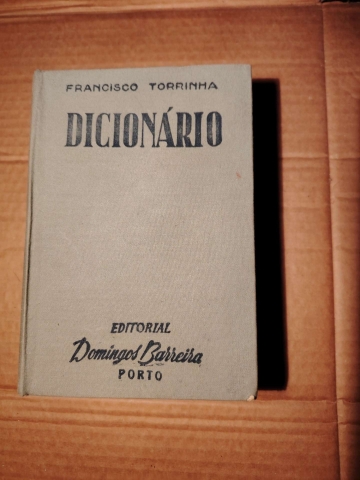 FRANCISCO TORRINHA
DICIONÁRIO
EDITORIAL
Domingos Barreira
PORTO